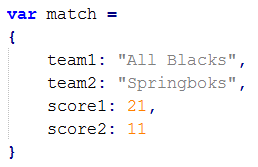 var match =
{
    team1: "All Blacks",
    team2: "Springboks",
    score1: 21,
    score2: 11
}